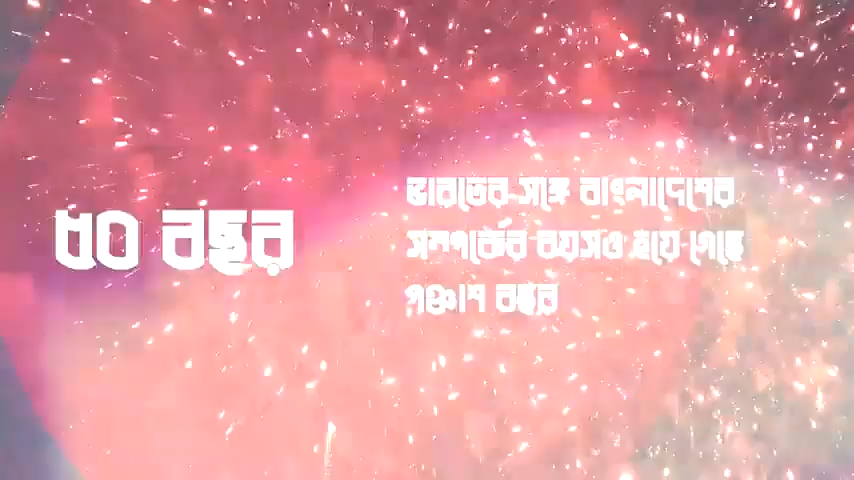 ৫০ বছর
ভারতের সঙ্গে বাংলাদেশের
সম্পর্কের বয়সও হয়ে গেছে
পঞ্চাশ বছর